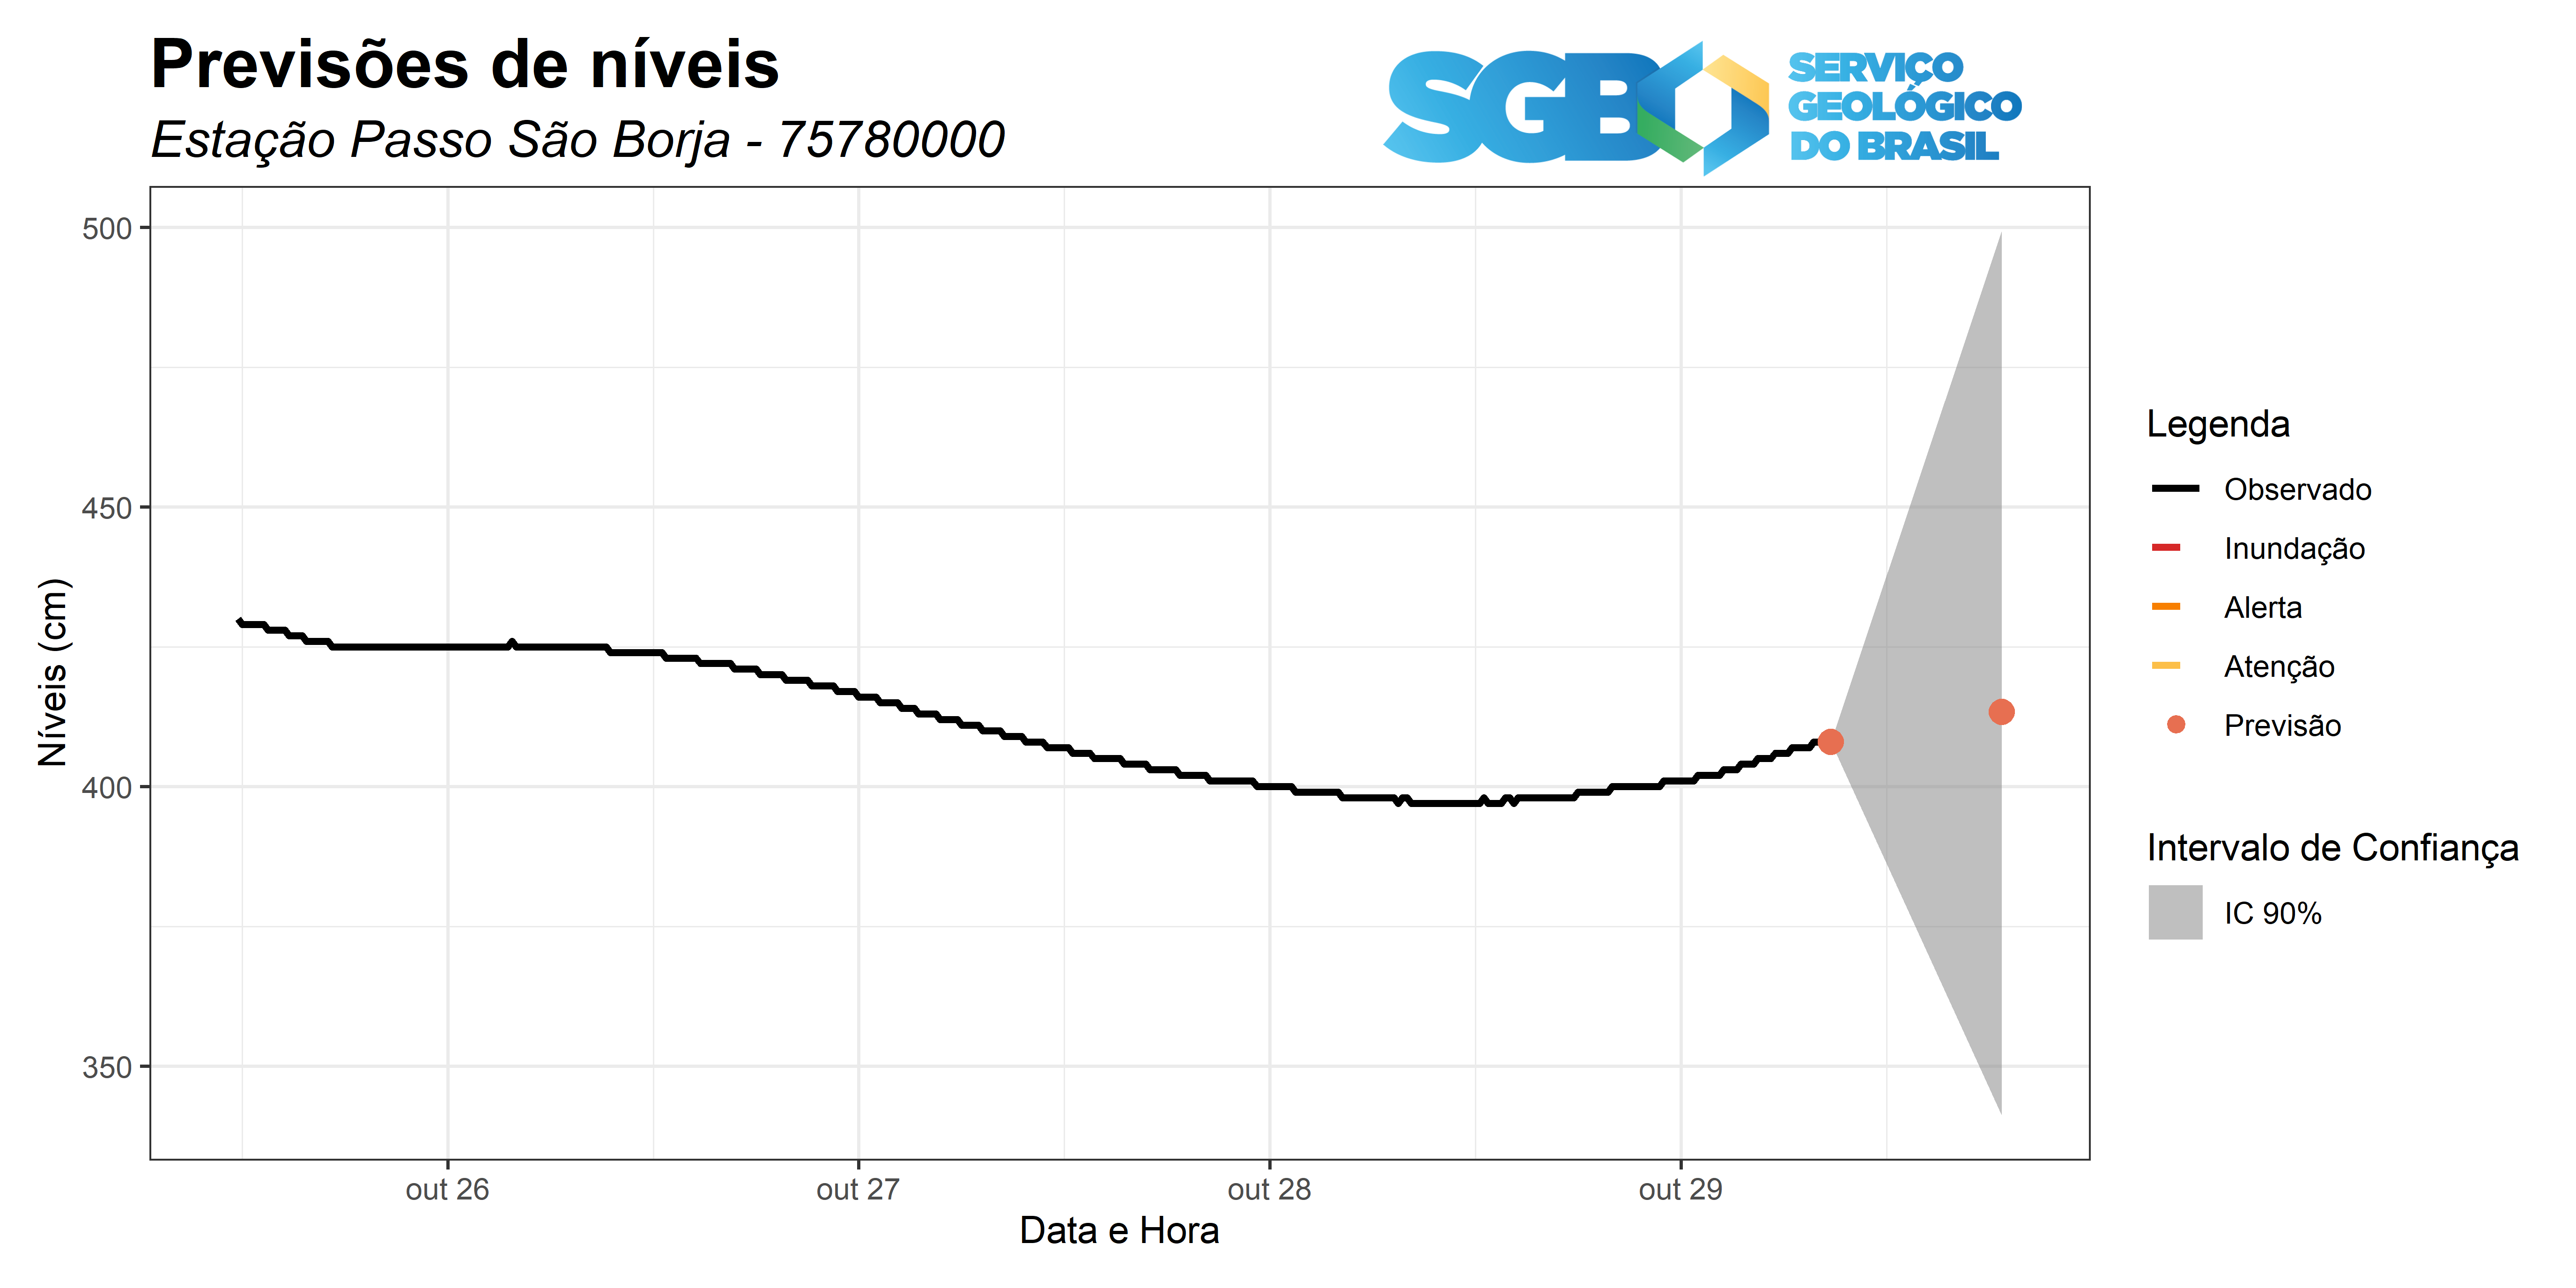 Previsões de níveis
Estação Passo São Borja - 75780000
SGB
SERVIÇO
GEOLÓGICO
DO BRASIL
500
450
400
350
Níveis (cm)
out 26
out 27
out 28
out 29
Data e Hora
Legenda
Observado
Inundação
Alerta
Atenção
Previsão
Intervalo de Confiança
IC 90%